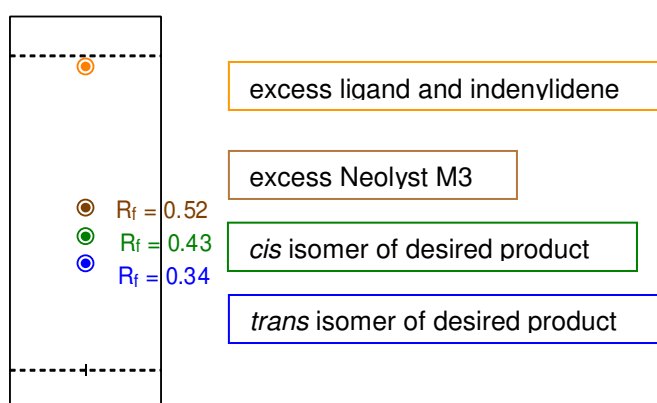 excess ligand and indenylidene
excess Neolyst M3
Rf = 0.52
Rf = 0.43
cis isomer of desired product
Rf = 0.34
trans isomer of desired product